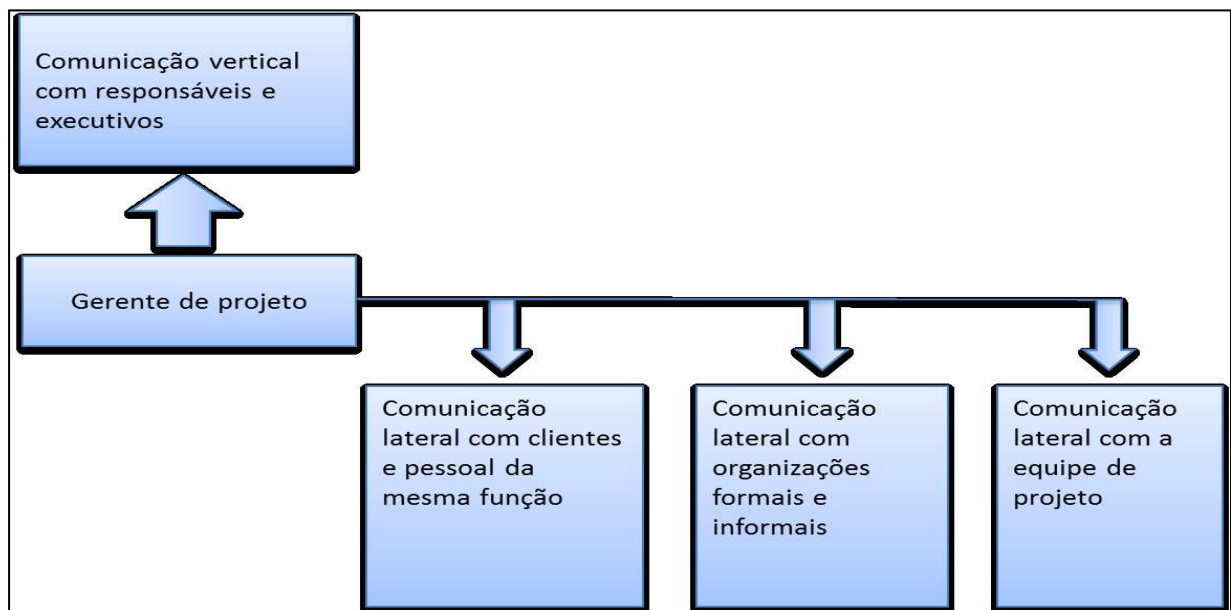 Comunicação vertical
com responsáveis e
executivos
Gerente de projeto
Comunicação
lateral com clientes
e pessoal da
mesma função
Comunicação
lateral com
organizações
formais e
informais
Comunicação
lateral com a
equipe de
projeto